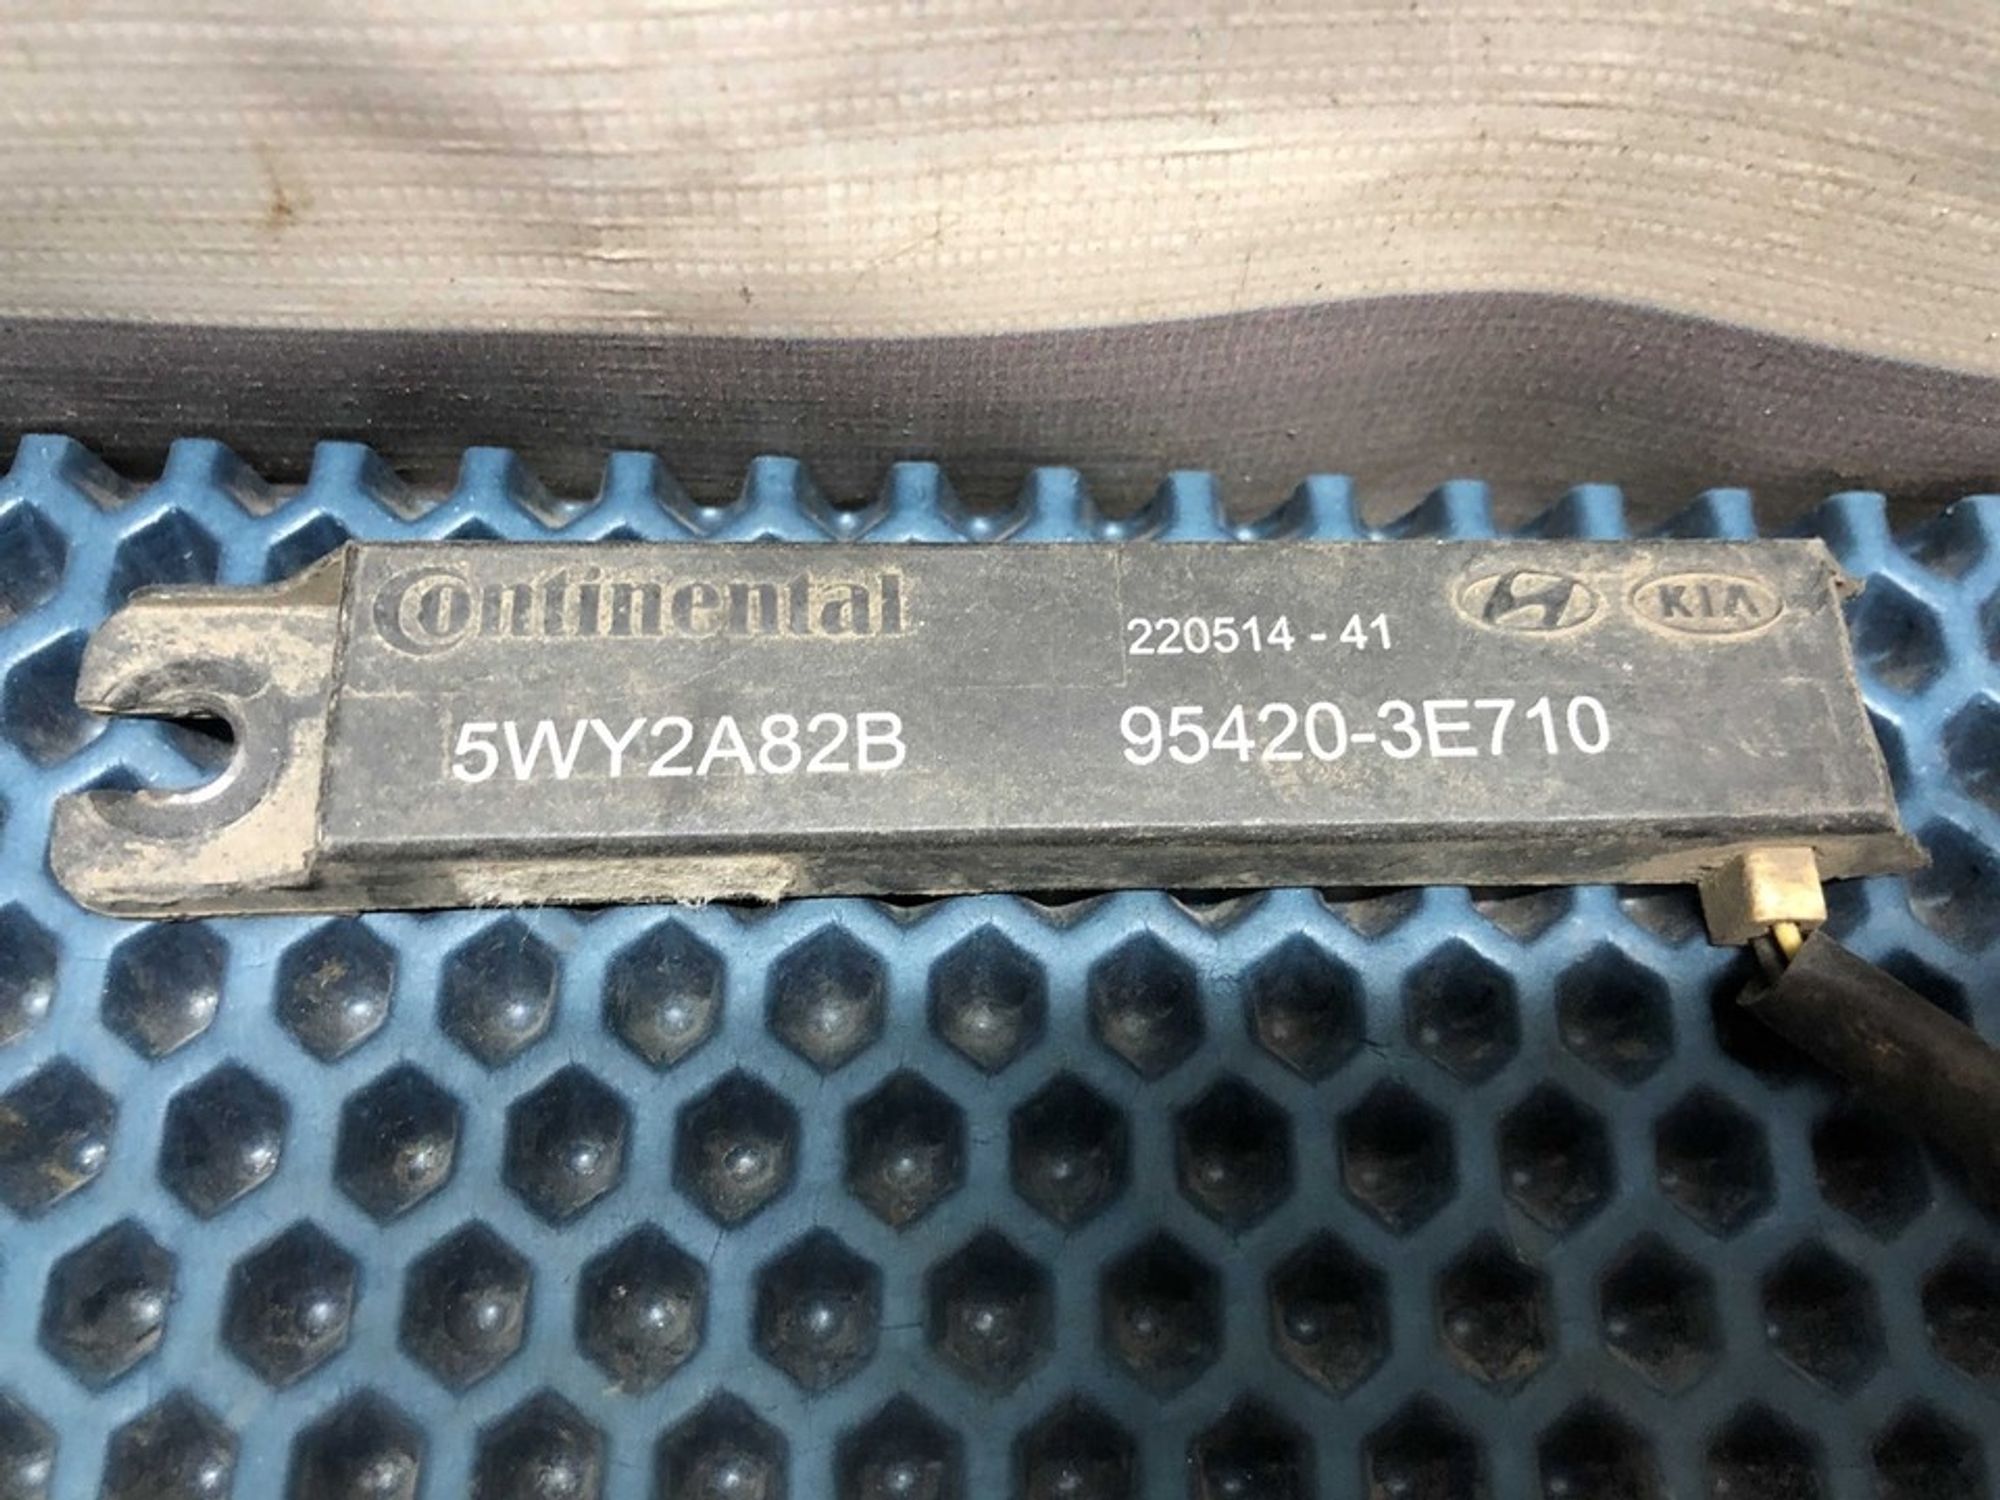 Continental
220514 - 41
KIA
5WY2A82B
95420-3E710